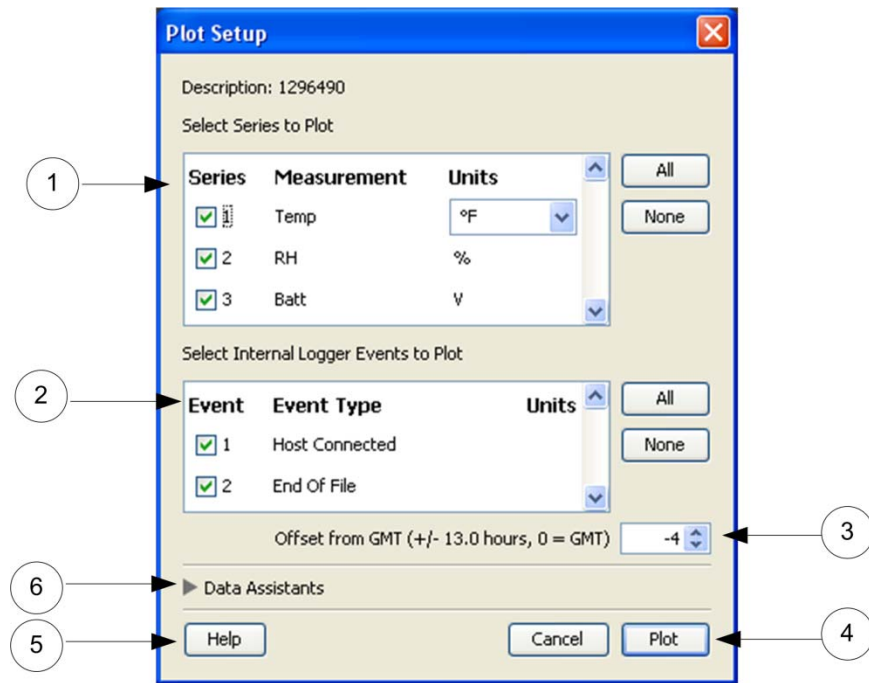 Plot Setup
Description: 1296490
Select Series to Plot
1
Series Measurement Units
All
1 Temp °F
None
2 RH %
3 Batt V
Select Internal Logger Events to Plot
2
Event Event Type Units
All
1 Host Connected
None
2 End Of File
Offset from GMT (+/- 13.0 hours, 0 = GMT) -4
3
6
Data Assistants
5
Help Cancel Plot
4